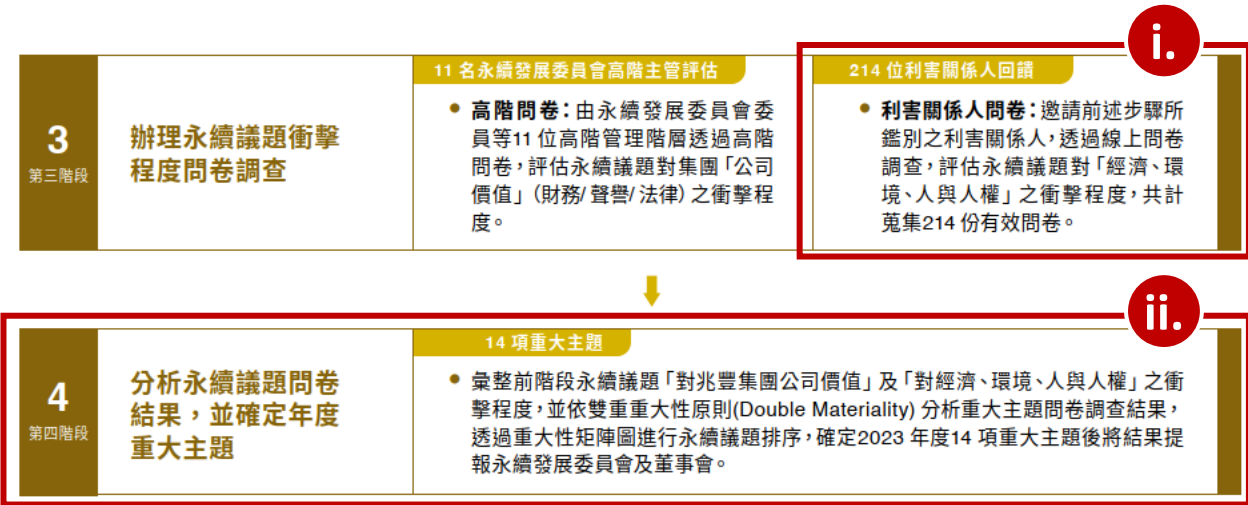 i.
3
第三階段
辦理永續議題衝擊
程度問卷調查
11 名永續發展委員會高階主管評估
● 高階問卷：由永續發展委員會委
員等11 位高階管理階層透過高階
問卷，評估永續議題對集團「公司
價值」（財務/ 聲譽/ 法律）之衝擊程
度。
214 位利害關係人回饋
● 利害關係人問卷：邀請前述步驟所
鑑別之利害關係人，透過線上問卷
調查，評估永續議題對「經濟、環
境、人與人權」之衝擊程度，共計
蒐集214 份有效問卷。
ii.
4
第四階段
分析永續議題問卷
結果，並確定年度
重大主題
14 項重大主題
● 彙整前階段永續議題「對兆豐集團公司價值」及「對經濟、環境、人與人權」之衝
擊程度，並依雙重重大性原則(Double Materiality) 分析重大主題問卷調查結果，
透過重大性矩陣圖進行永續議題排序，確定2023 年度14 項重大主題後將結果提
報永續發展委員會及董事會。